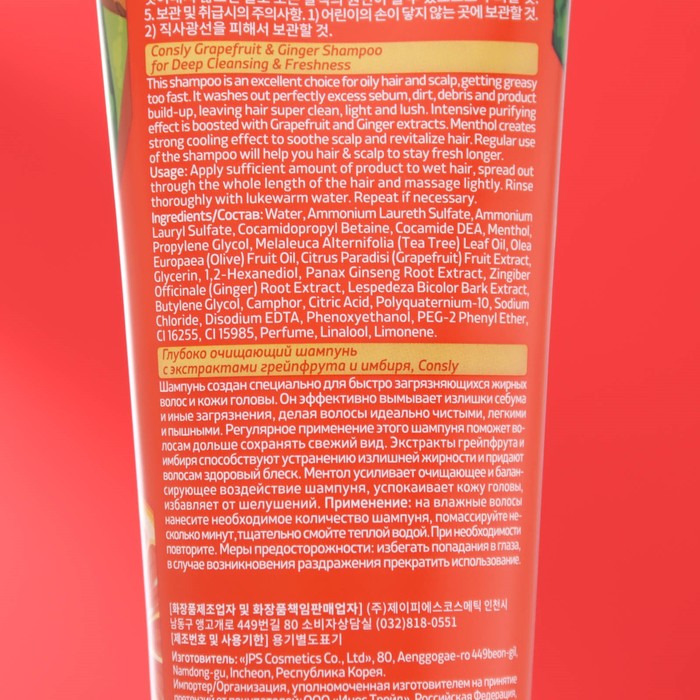 5. 보관 및 취급시의 주의사항. 1) 어린이의 손이 닿지 않는 곳에 보관할 것.
2) 직사광선을 피해서 보관할 것.
Consly Grapefruit & Ginger Shampoo
for Deep Cleansing & Freshness
This shampoo is an excellent choice for oily hair and scalp, getting greasy
too fast. It washes out perfectly excess sebum, dirt, debris and product
build-up, leaving hair super clean, light and lush. Intensive purifying
effect is boosted with Grapefruit and Ginger extracts. Menthol creates
strong cooling effect to soothe scalp and revitalize hair. Regular use
of the shampoo will help you hair & scalp to stay fresh longer.
Usage: Apply sufficient amount of product to wet hair, spread out
through the whole length of the hair and massage lightly. Rinse
thoroughly with lukewarm water. Repeat if necessary.
Ingredients/Состав: Water, Ammonium Laureth Sulfate, Ammonium
Lauryl Sulfate, Cocamidopropyl Betaine, Cocamide DEA, Menthol,
Propylene Glycol, Melaleuca Alternifolia (Tea Tree) Leaf Oil, Olea
Europaea (Olive) Fruit Oil, Citrus Paradisi (Grapefruit) Fruit Extract,
Glycerin, 1,2-Hexanediol, Panax Ginseng Root Extract, Zingiber
Officinale (Ginger) Root Extract, Lespedeza Bicolor Bark Extract,
Butylene Glycol, Camphor, Citric Acid, Polyquaternium-10, Sodium
Chloride, Disodium EDTA, Phenoxyethanol, PEG-2 Phenyl Ether,
CI 16255, CI 15985, Perfume, Linalool, Limonene.
Глубоко очищающий шампунь
с экстрактами грейпфрута и имбиря, Consly
Шампунь создан специально для быстро загрязняющихся жирных
волос и кожи головы. Он эффективно вымывает излишки себума
и иные загрязнения, делая волосы идеально чистыми, легкими
и пышными. Регулярное применение этого шампуня поможет во-
лосам дольше сохранять свежий вид. Экстракты грейпфрута и
имбиря способствуют устранению излишней жирности и придают
волосам здоровый блеск. Ментол усиливает очищающее и балан-
сирующее воздействие шампуня, успокаивает кожу головы,
избавляет от шелушений. Применение: на влажные волосы
нанесите необходимое количество шампуня, помассируйте не-
сколько минут, тщательно смойте теплой водой. При необходимости
повторите. Меры предосторожности: избегать попадания в глаза,
в случае возникновения раздражения прекратить использование.
[화장품제조업자 및 화장품책임판매업자] (주)제이피에스코스메틱 인천시
남동구 앵고개로 449번길 80 소비자상담실 (032)818-0551
[제조번호 및 사용기한] 용기별도표기
Изготовитель: «JPS Cosmetics Co., Ltd», 80, Aenggogae-ro 449beon-gil,
Namdong-gu, Incheon, Республика Корея.
Импортер/Организация, уполномоченная изготовителем на принятие